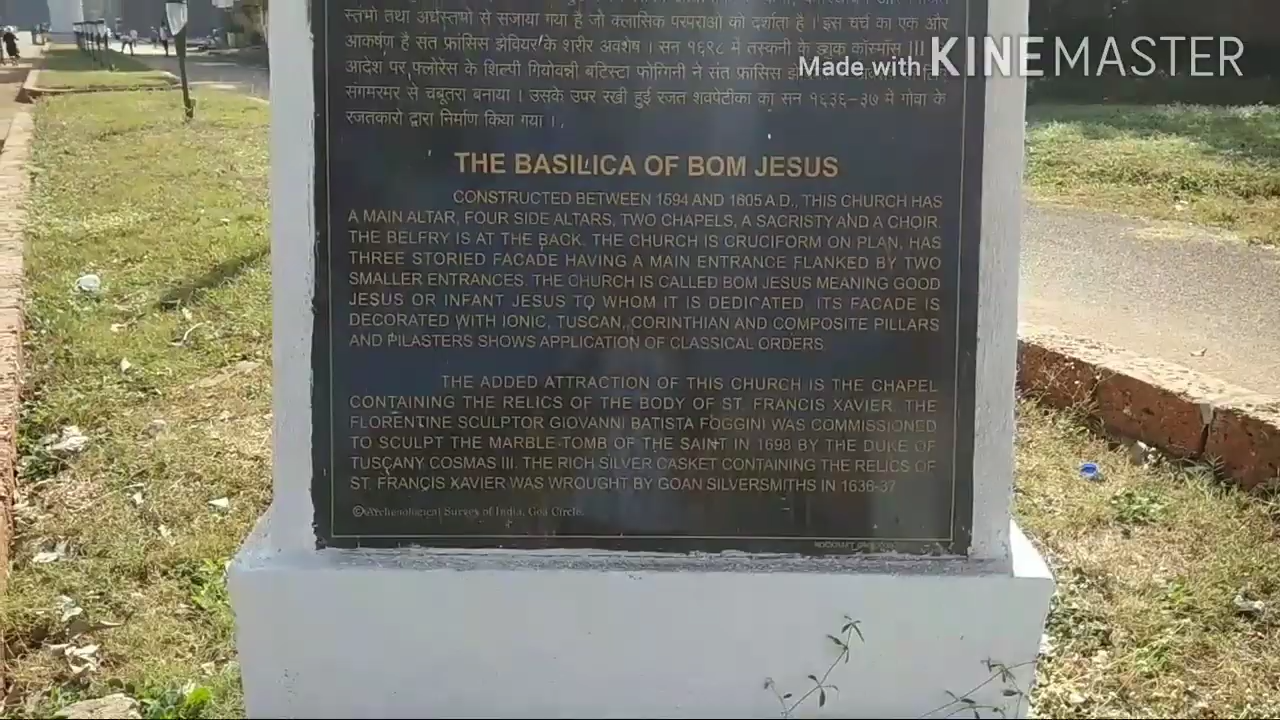 स्तंभो तथा अर्धस्तंभो से सजाया गया है जो क्लासिक परंपराओं को दर्शाता है । इस चर्च का एक और
आकर्षण है संत फ्रांसिस झेवियर के शरीर अवशेष । सन १६९८ में तस्कनी के ड्युक कॉस्मॉस III
आदेश पर फ्लोरेंस के शिल्पी गियोवन्नी बटिस्टा फोग्गिनी ने संत फ्रांसिस
संगमरमर से चबूतरा बनाया । उसके उपर रखी हुई रजत शवपेटीका का सन १६३६-३७ में गोवा के
रजतकारो द्वारा निर्माण किया गया ।
Made with KINEMASTER
THE BASILICA OF BOM JESUS
CONSTRUCTED BETWEEN 1594 AND 1605 A.D., THIS CHURCH HAS
A MAIN ALTAR, FOUR SIDE ALTARS, TWO CHAPELS, A SACRISTY AND A CHOIR.
THE BELFRY IS AT THE BACK. THE CHURCH IS CRUCIFORM ON PLAN, HAS
THREE STORIED FACADE HAVING A MAIN ENTRANCE FLANKED BY TWO
SMALLER ENTRANCES. THE CHURCH IS CALLED BOM JESUS MEANING GOOD
JESUS OR INFANT JESUS TO WHOM IT IS DEDICATED. ITS FACADE IS
DECORATED WITH IONIC, TUSCAN, CORINTHIAN AND COMPOSITE PILLARS
AND PILASTERS SHOWS APPLICATION OF CLASSICAL ORDERS.
THE ADDED ATTRACTION OF THIS CHURCH IS THE CHAPEL
CONTAINING THE RELICS OF THE BODY OF ST. FRANCIS XAVIER. THE
FLORENTINE SCULPTOR GIOVANNI BATISTA FOGGINI WAS COMMISSIONED
TO SCULPT THE MARBLE-TOMB OF THE SAINT IN 1698 BY THE DUKE OF
TUSCANY COSMAS III. THE RICH SILVER CASKET CONTAINING THE RELICS OF
ST. FRANCIS XAVIER WAS WROUGHT BY GOAN SILVERSMITHS IN 1636-37
©Archaeological Survey of India, Goa Circle.